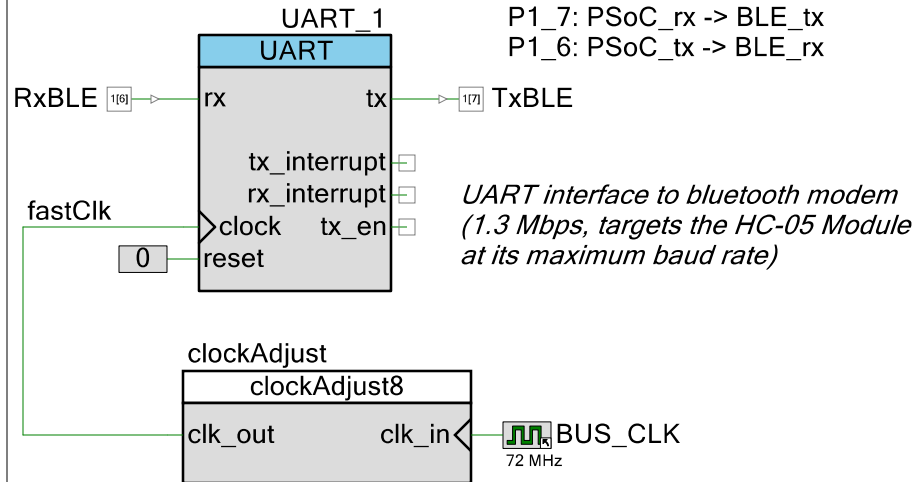 UART_1
P1_7: PSoC_rx -> BLE_tx
UART
P1_6: PSoC_tx -> BLE_rx
RxBLE 1[6] rx tx 1[7] TxBLE
tx_interrupt
rx_interrupt
fastClk
clock tx_en
0 reset
UART interface to bluetooth modem
(1.3 Mbps, targets the HC-05 Module
at its maximum baud rate)
clockAdjust
clockAdjust8
clk_out clk_in BUS_CLK
72 MHz